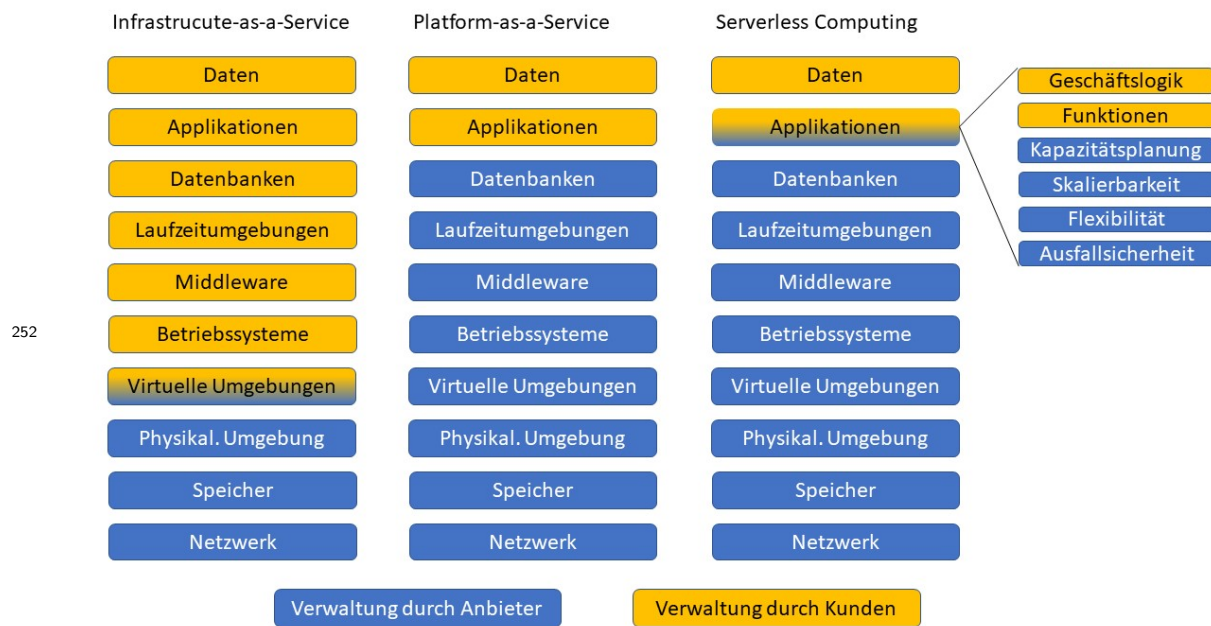 Infrastrucute-as-a-Service
Daten
Applikationen
Datenbanken
Laufzeitumgebungen
Middleware
Betriebssysteme
Virtuelle Umgebungen
Physikal. Umgebung
Speicher
Netzwerk
Platform-as-a-Service
Daten
Applikationen
Datenbanken
Laufzeitumgebungen
Middleware
Betriebssysteme
Virtuelle Umgebungen
Physikal. Umgebung
Speicher
Netzwerk
Serverless Computing
Daten
Applikationen
Datenbanken
Laufzeitumgebungen
Middleware
Betriebssysteme
Virtuelle Umgebungen
Physikal. Umgebung
Speicher
Netzwerk
Geschäftslogik
Funktionen
Kapazitätsplanung
Skalierbarkeit
Flexibilität
Ausfallsicherheit
252
Verwaltung durch Anbieter
Verwaltung durch Kunden